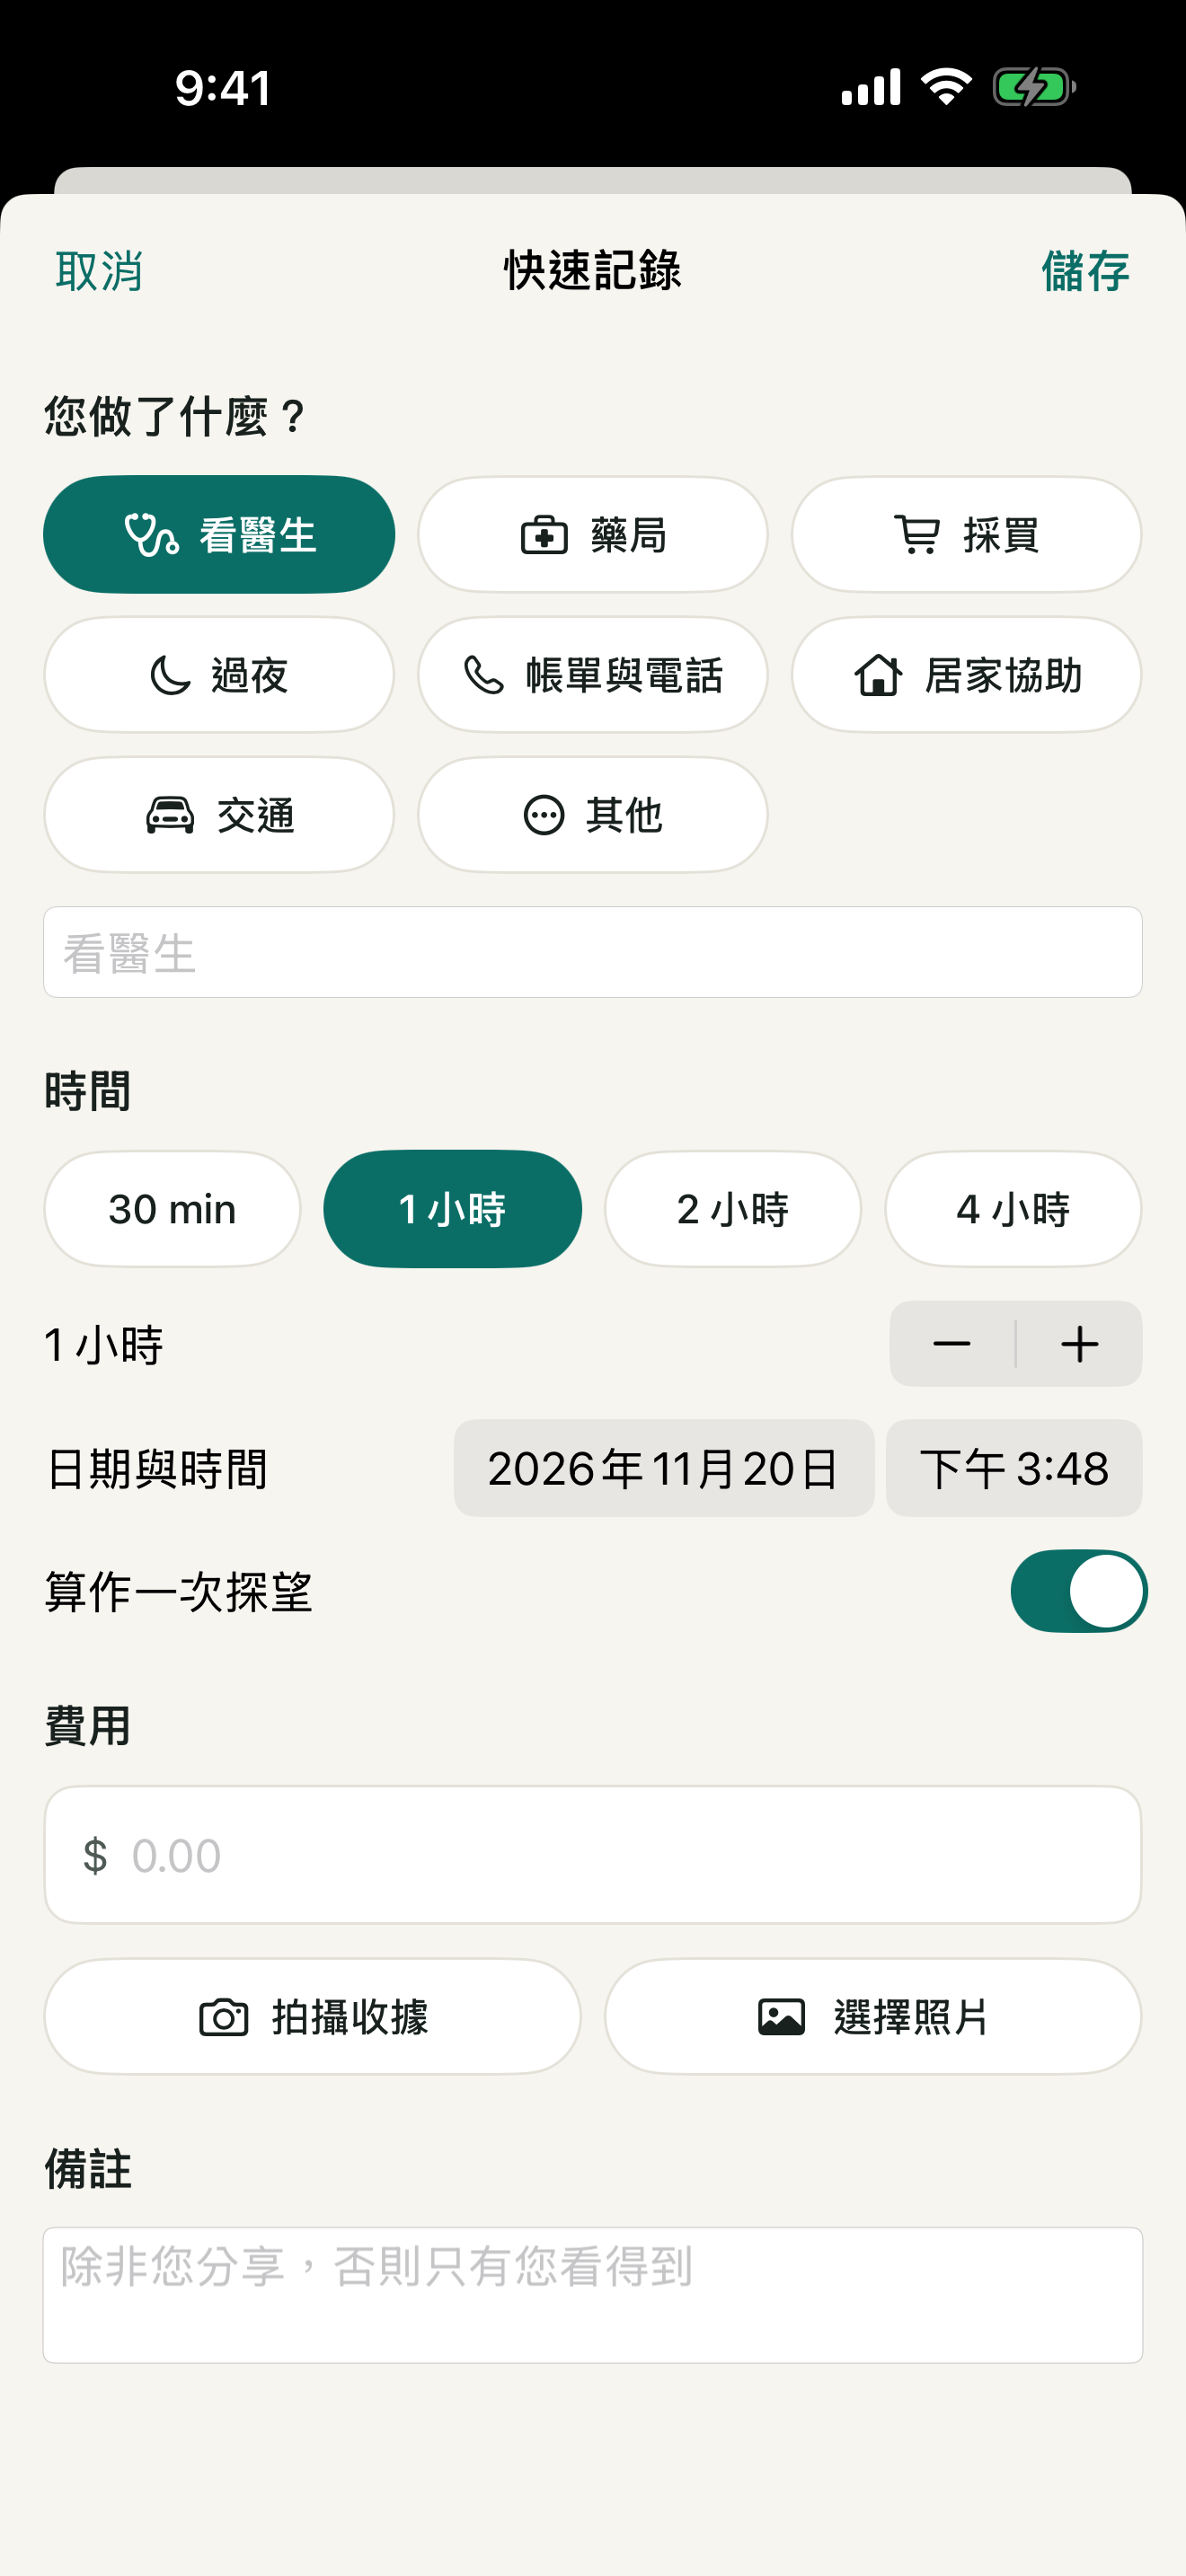 9:41
取消
快速記錄
儲存
您做了什麼？
看醫生
藥局
採買
過夜
帳單與電話
居家協助
交通
其他
看醫生
時間
30 min
1 小時
2 小時
4 小時
1 小時
日期與時間
2026年11月20日
下午3:48
算作一次探望
費用
$ 0.00
拍攝收據
選擇照片
備註
除非您分享，否則只有您看得到